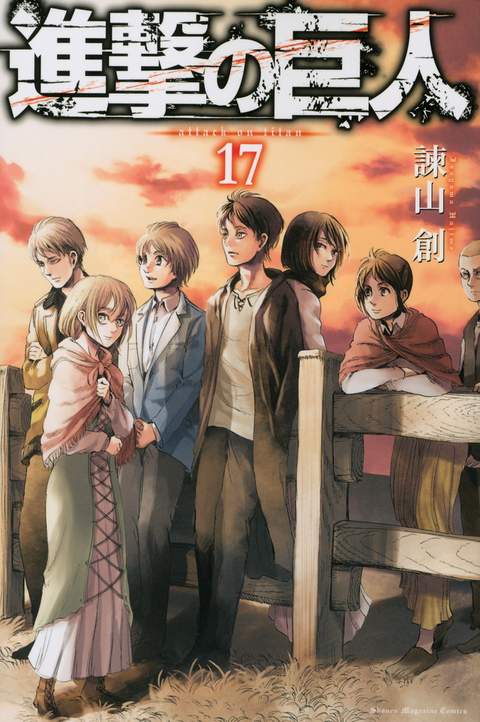 進撃の巨人
attack on titan
17
諫山創
Isayama Hajime
Shonen Magazine Comics